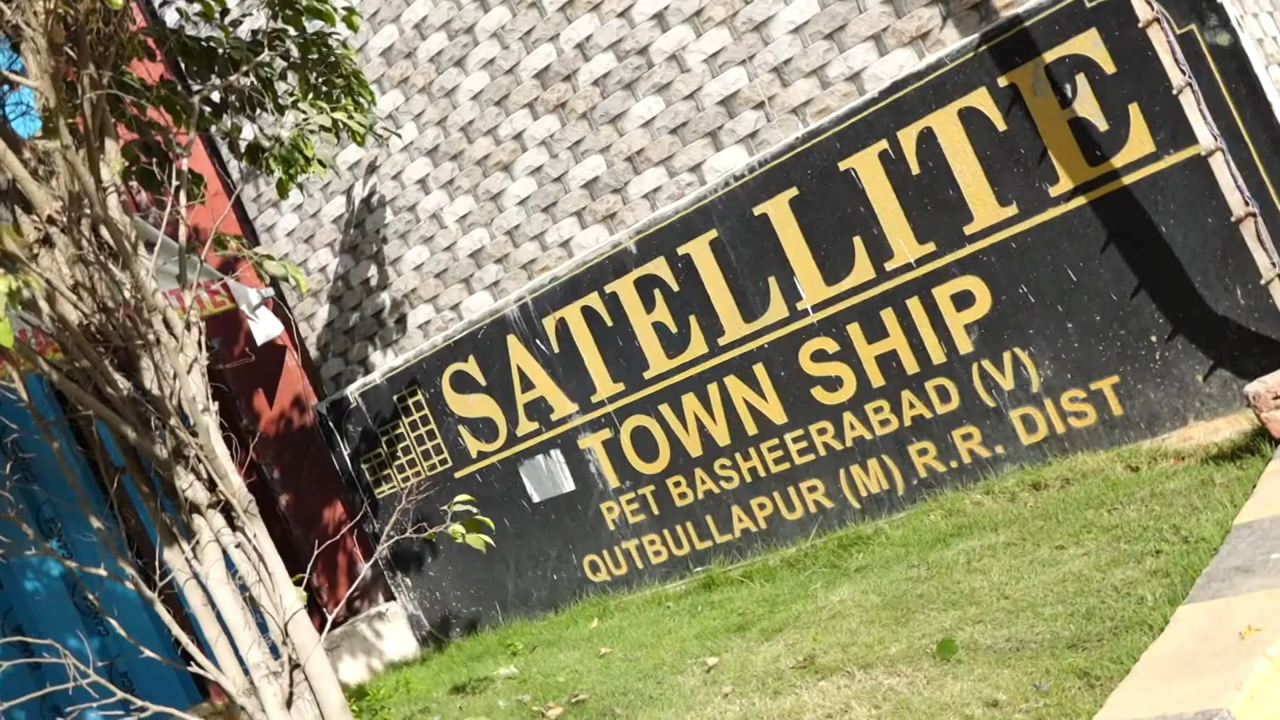 SATELLITE
TOWN SHIP
PET BASHEERABAD (V)
QUTBULLAPUR (M) R.R. DIST